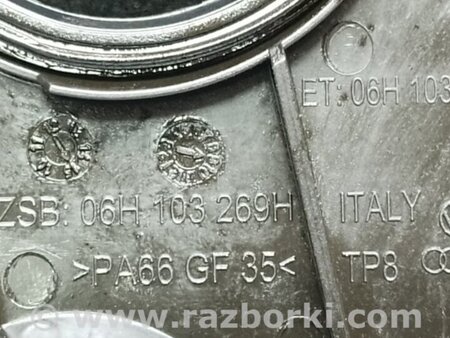 ET: 06H 103
ZSB: 06H 103 269H
ITALY
>PA66 GF 35<
TP8
© www.razborki.com